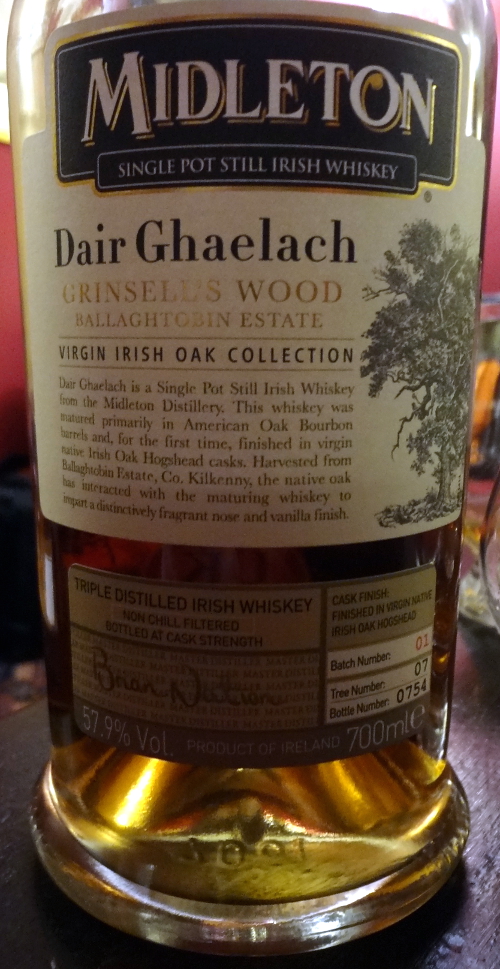 MIDLETON
SINGLE POT STILL IRISH WHISKEY
®
Dair Ghaelach
GRINSELL'S WOOD
BALLAGHTOBIN ESTATE
VIRGIN IRISH OAK COLLECTION
Dair Ghaelach is a Single Pot Still Irish Whiskey
from the Midleton Distillery. This whiskey was
matured primarily in American Oak Bourbon
barrels and, for the first time, finished in virgin
native Irish Oak Hogshead casks. Harvested from
Ballaghtobin Estate, Co. Kilkenny, the native oak
has interacted with the maturing whiskey to
impart a distinctively fragrant nose and vanilla finish.
TRIPLE DISTILLED IRISH WHISKEY
NON CHILL FILTERED
BOTTLED AT CASK STRENGTH
MASTER DISTILLER
Brian Nation
CASK FINISH:
FINISHED IN VIRGIN NATIVE
IRISH OAK HOGSHEAD
Batch Number: 01
Tree Number: 07
Bottle Number: 0754
57.9% Vol. PRODUCT OF IRELAND 700ml e